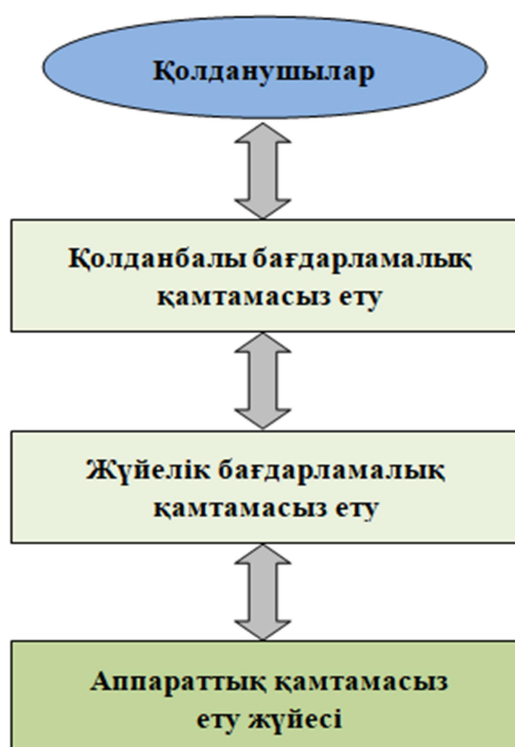 Қолданушылар
Қолданбалы бағдарламалық
қамтамасыз ету
Жүйелік бағдарламалық
қамтамасыз ету
Аппараттық қамтамасыз
ету жүйесі